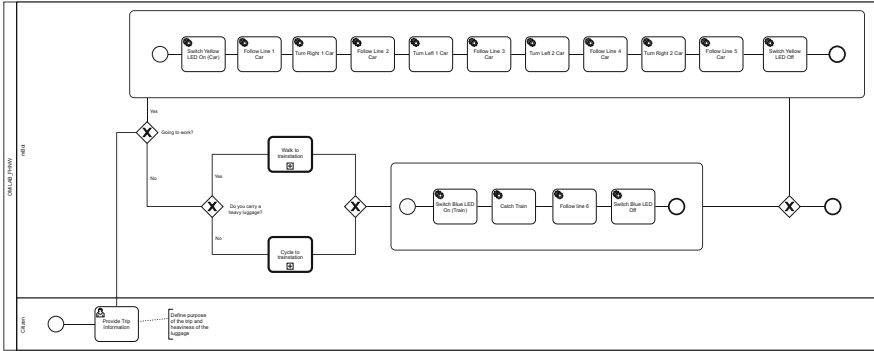 OMiLAB_FHNW
mBot
Switch Yellow
LED On (Car)
Follow Line 1
Car
Turn Right 1 Car
Follow Line 2
Car
Turn Left 1 Car
Follow Line 3
Car
Turn Left 2 Car
Follow Line 4
Car
Turn Right 2 Car
Follow Line 5
Car
Switch Yellow
LED Off
Yes
Going to work?
No
Walk to
trainstation
Yes
Do you carry a
heavy luggage?
No
Cycle to
trainstation
Switch Blue LED
On (Train)
Catch Train
Follow line 6
Switch Blue LED
Off
Citizen
Provide Trip
Information
Define purpose
of the trip and
heaviness of the
luggage